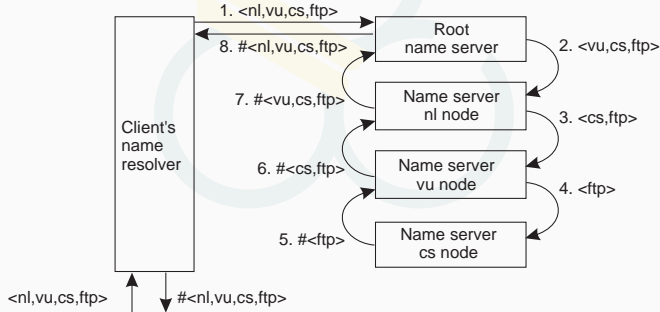 1. <nl,vu,cs,ftp>
8. #<nl,vu,cs,ftp>
Root
name server
2. <vu,cs,ftp>
7. #<vu,cs,ftp>
Name server
nl node
3. <cs,ftp>
Client's
name
resolver
6. #<cs,ftp>
Name server
vu node
4. <ftp>
5. #<ftp>
Name server
cs node
<nl,vu,cs,ftp>
#<nl,vu,cs,ftp>